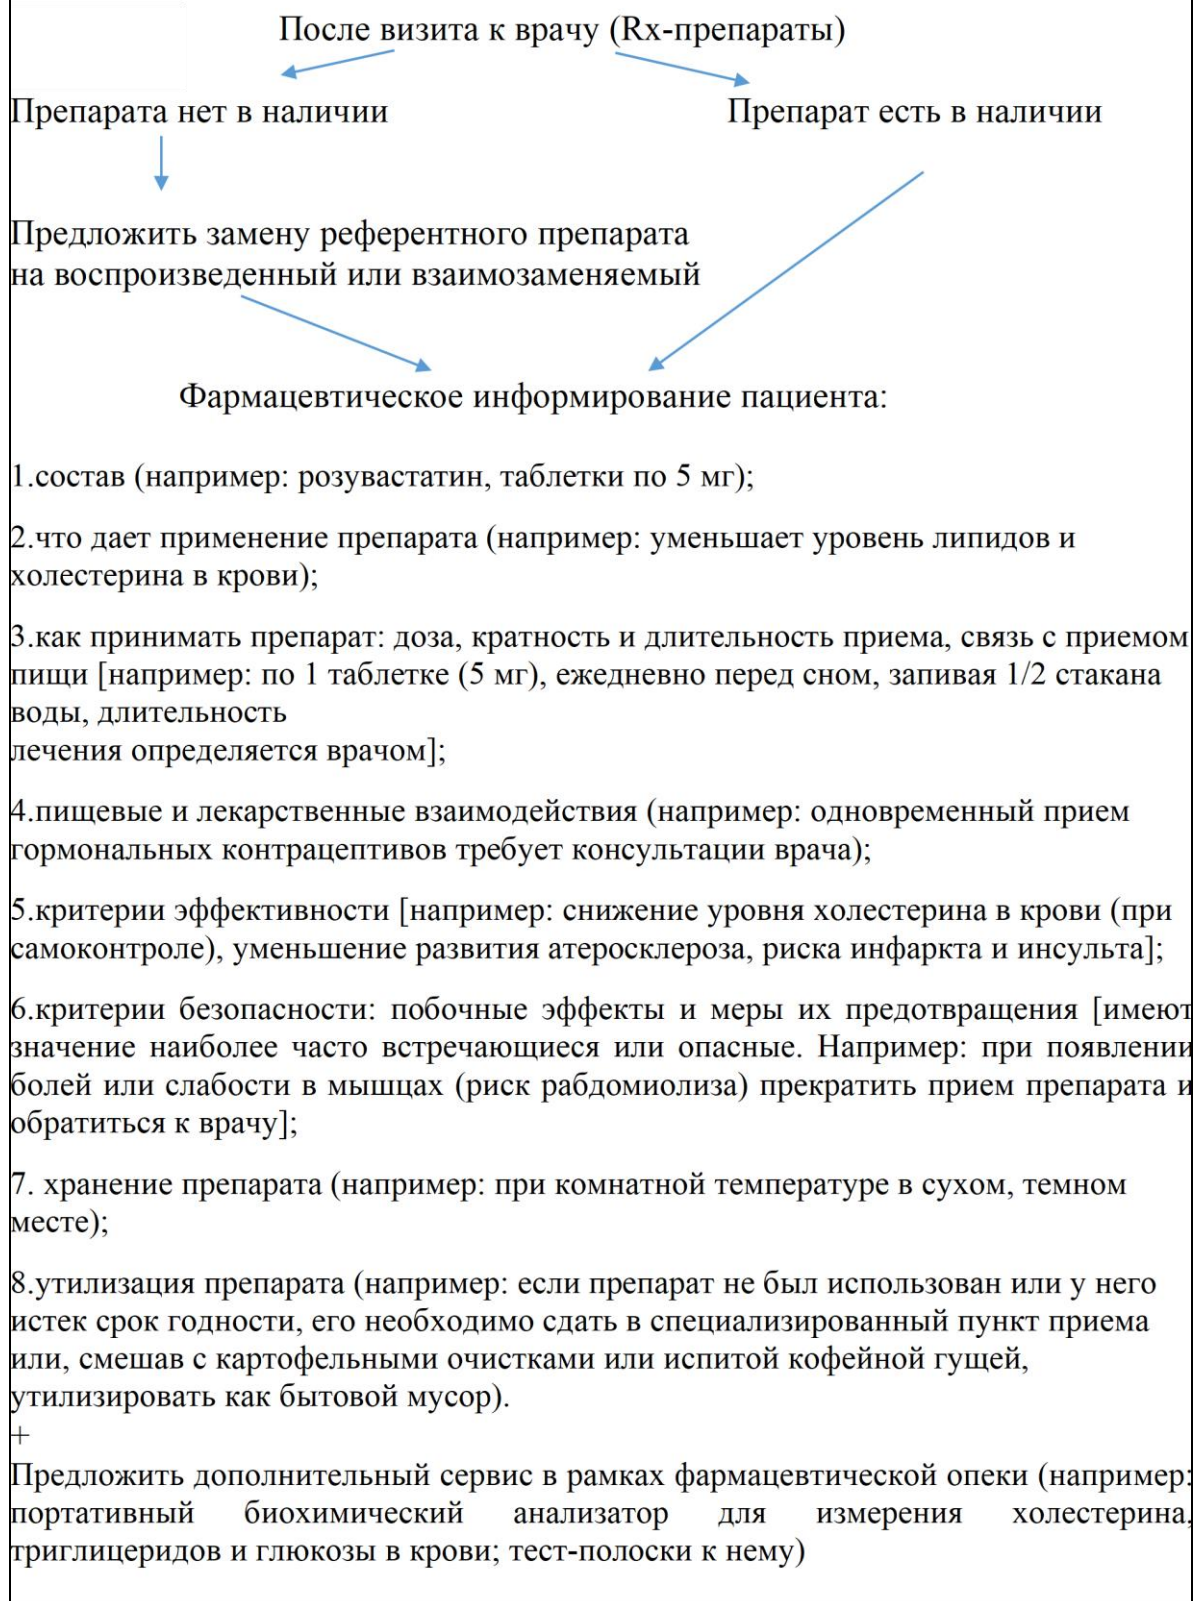 После визита к врачу (Rx-препараты)
Препарата нет в наличии
Препарат есть в наличии
Предложить замену референтного препарата
на воспроизведенный или взаимозаменяемый
Фармацевтическое информирование пациента:
1.состав (например: розувастатин, таблетки по 5 мг);
2.что дает применение препарата (например: уменьшает уровень липидов и
холестерина в крови);
3.как принимать препарат: доза, кратность и длительность приема, связь с приемом
пищи [например: по 1 таблетке (5 мг), ежедневно перед сном, запивая 1/2 стакана
воды, длительность
лечения определяется врачом];
4.пищевые и лекарственные взаимодействия (например: одновременный прием
гормональных контрацептивов требует консультации врача);
5.критерии эффективности [например: снижение уровня холестерина в крови (при
самоконтроле), уменьшение развития атеросклероза, риска инфаркта и инсульта];
6.критерии безопасности: побочные эффекты и меры их предотвращения [имеют
значение наиболее часто встречающиеся или опасные. Например: при появлении
болей или слабости в мышцах (риск рабдомиолиза) прекратить прием препарата и
обратиться к врачу];
7. хранение препарата (например: при комнатной температуре в сухом, темном
месте);
8.утилизация препарата (например: если препарат не был использован или у него
истек срок годности, его необходимо сдать в специализированный пункт приема
или, смешав с картофельными очистками или испитой кофейной гущей,
утилизировать как бытовой мусор).
+
Предложить дополнительный сервис в рамках фармацевтической опеки (например:
портативный биохимический анализатор для измерения холестерина,
триглицеридов и глюкозы в крови; тест-полоски к нему)